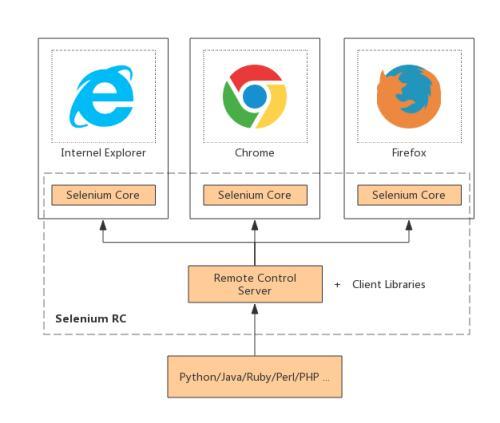 Internel Explorer
Chrome
Firefox
Selenium Core
Selenium Core
Selenium Core
Remote Control
Server
+ Client Libraries
Selenium RC
Python/Java/Ruby/Perl/PHP ...